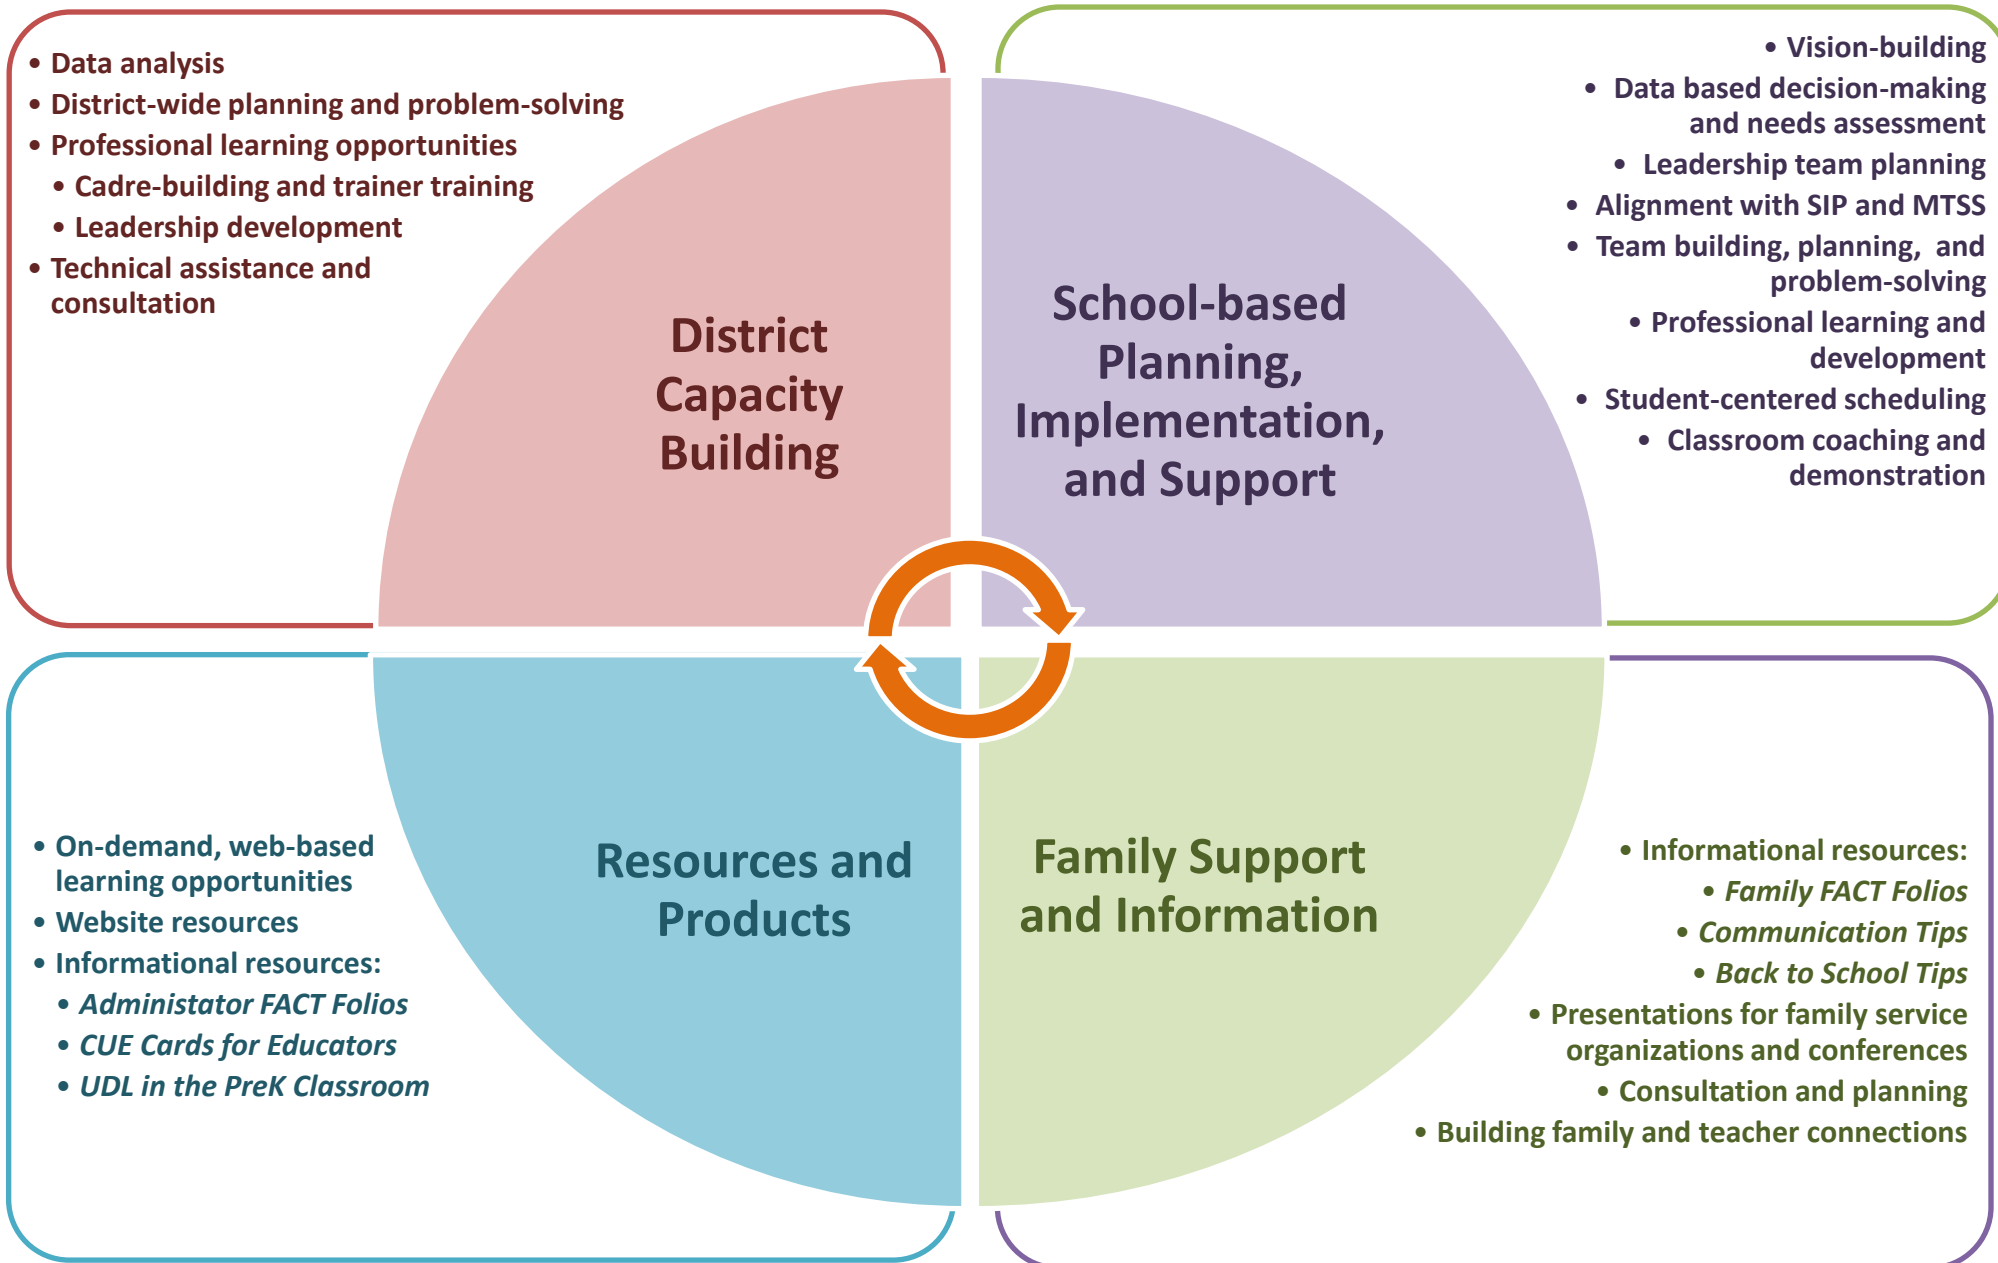 • Data analysis
• District-wide planning and problem-solving
• Professional learning opportunities
• Cadre-building and trainer training
• Leadership development
• Technical assistance and
consultation
District
Capacity
Building
School-based
Planning,
Implementation,
and Support
• Vision-building
• Data based decision-making
and needs assessment
• Leadership team planning
• Alignment with SIP and MTSS
• Team building, planning, and
problem-solving
• Professional learning and
development
• Student-centered scheduling
• Classroom coaching and
demonstration
• On-demand, web-based
learning opportunities
• Website resources
• Informational resources:
• Administator FACT Folios
• CUE Cards for Educators
• UDL in the PreK Classroom
Resources and
Products
Family Support
and Information
• Informational resources:
• Family FACT Folios
• Communication Tips
• Back to School Tips
• Presentations for family service
organizations and conferences
• Consultation and planning
• Building family and teacher connections